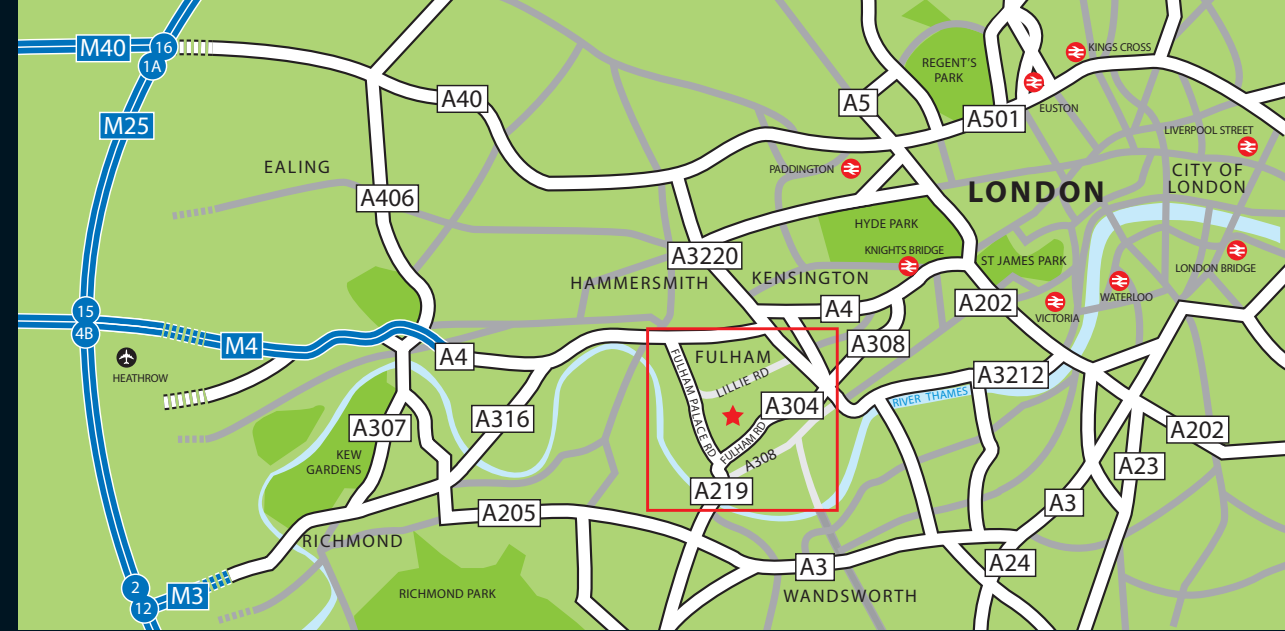 M40
16
1A
M25
A40
A5
REGENT'S
PARK
KINGS CROSS
EUSTON
A501
LIVERPOOL STREET
EALING
PADDINGTON
CITY OF
LONDON
LONDON
A406
HYDE PARK
A3220
KNIGHTS BRIDGE
ST JAMES PARK
LONDON BRIDGE
HAMMERSMITH
KENSINGTON
A4
A202
WATERLOO
VICTORIA
15
4B
M4
HEATHROW
A4
FULHAM
A308
LILLIE RD
FULHAM PALACE RD
A3212
RIVER THAMES
A304
FULHAM RD
A308
A316
A307
KEW
GARDENS
A202
A23
A219
A3
A205
RICHMOND
A3
A24
2
12
M3
RICHMOND PARK
WANDSWORTH